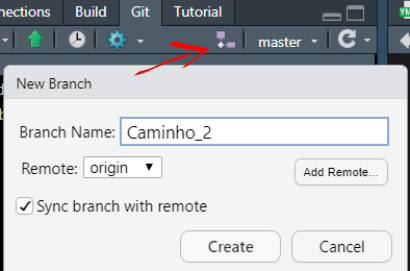 nnections Build Git Tutorial
master
New Branch
Branch Name: Caminho_2
Remote: origin Add Remote...
Sync branch with remote
Create Cancel